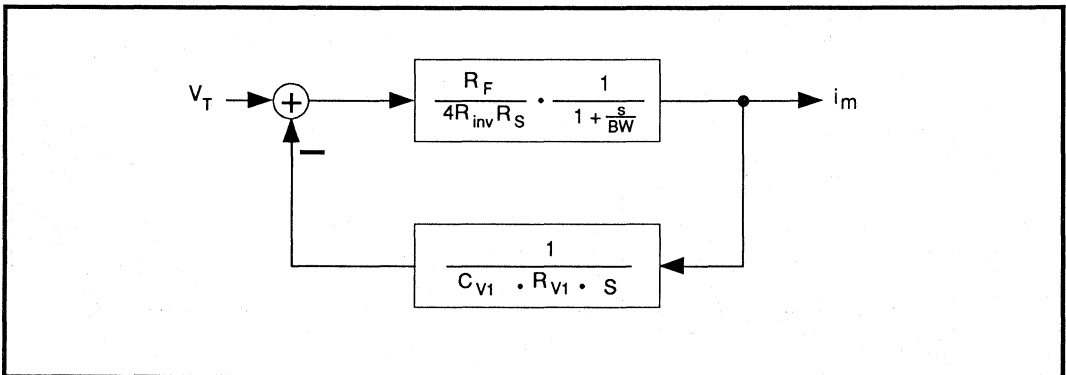 V_T + R_F / 4R_inv R_S • 1 / 1 + s/BW i_m
−
1 / C_V1 • R_V1 • S